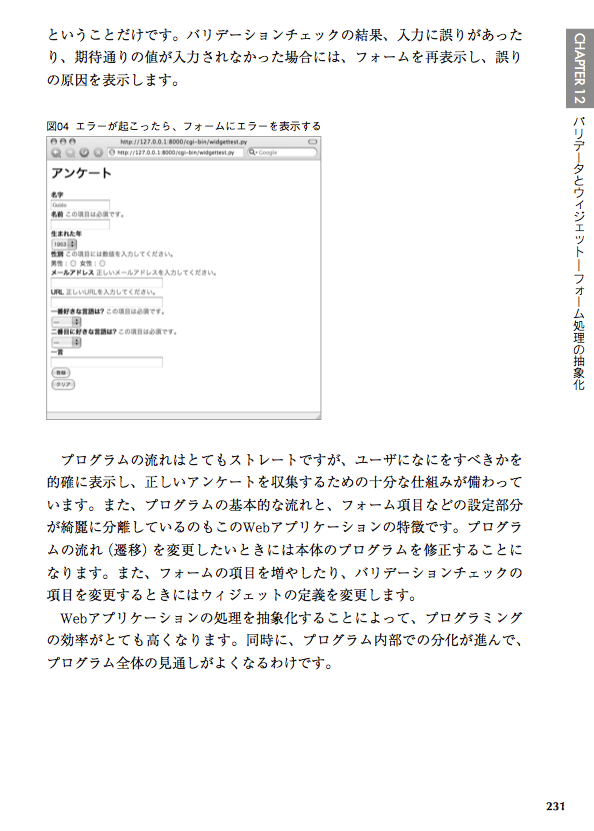 ということだけです。バリデーションチェックの結果、入力に誤りがあった
り、期待通りの値が入力されなかった場合には、フォームを再表示し、誤り
の原因を表示します。
図04 エラーが起こったら、フォームにエラーを表示する
http://127.0.0.1:8000/cgi-bin/widgettest.py
http://127.0.0.1:8000/cgi-bin/widgettest.py
Google
アンケート
名字
Guido
名前 この項目は必須です。
生まれた年
1903
性別 この項目には数値を入力してください。
男性: 女性:
メールアドレス 正しいメールアドレスを入力してください。
URL 正しいURLを入力してください。
一番好きな言語は? この項目は必須です。
---
二番目に好きな言語は? この項目は必須です。
---
一言
登録
クリア
プログラムの流れはとてもストレートですが、ユーザになにをすべきかを
的確に表示し、正しいアンケートを収集するための十分な仕組みが備わって
います。また、プログラムの基本的な流れと、フォーム項目などの設定部分
が綺麗に分離しているのもこのWebアプリケーションの特徴です。プログラ
ムの流れ（遷移）を変更したいときには本体のプログラムを修正することに
なります。また、フォームの項目を増やしたり、バリデーションチェックの
項目を変更するときにはウィジェットの定義を変更します。
Webアプリケーションの処理を抽象化することによって、プログラミング
の効率がとても高くなります。同時に、プログラム内部での分化が進んで、
プログラム全体の見通しがよくなるわけです。
CHAPTER 12
バリデータとウィジェット―フォーム処理の抽象化
231